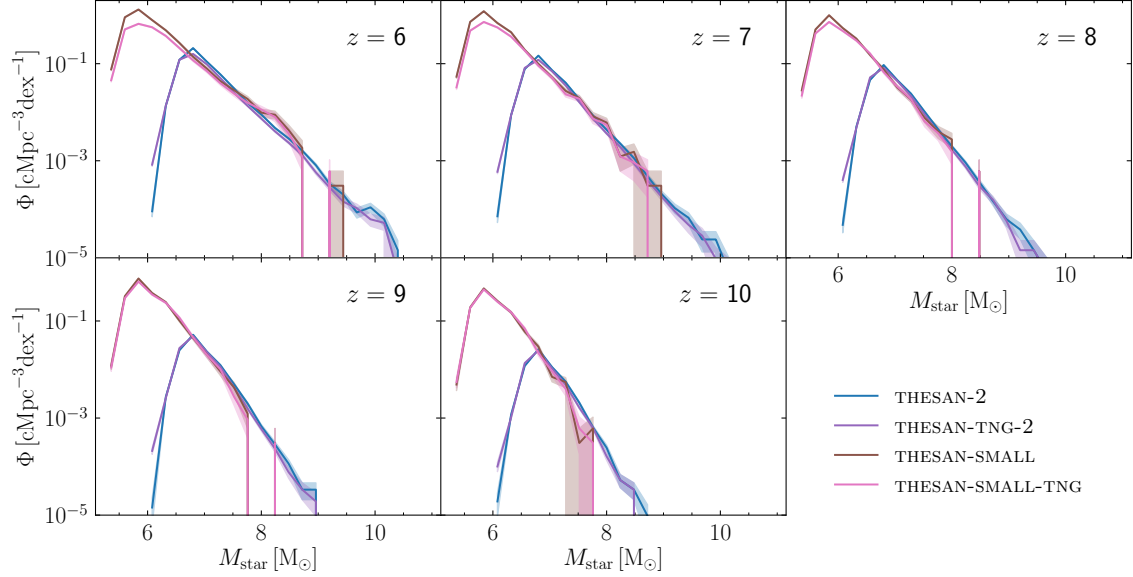 z = 6
z = 7
z = 8
10⁻¹
10⁻³
10⁻⁵
Φ [cMpc⁻³dex⁻¹]
6 8 10
M_star [M_⊙]
z = 9
z = 10
10⁻¹
10⁻³
10⁻⁵
Φ [cMpc⁻³dex⁻¹]
6 8 10
M_star [M_⊙]
6 8 10
M_star [M_⊙]
THESAN-2
THESAN-TNG-2
THESAN-SMALL
THESAN-SMALL-TNG